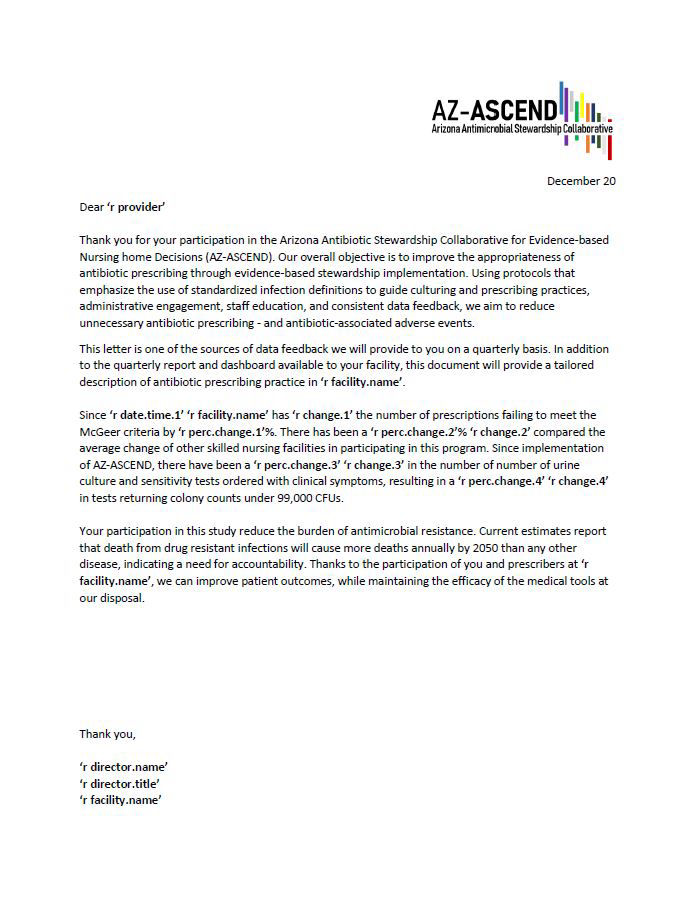 AZ-ASCEND
Arizona Antimicrobial Stewardship Collaborative
December 20
Dear ‘r provider’
Thank you for your participation in the Arizona Antibiotic Stewardship Collaborative for Evidence-based
Nursing home Decisions (AZ-ASCEND). Our overall objective is to improve the appropriateness of
antibiotic prescribing through evidence-based stewardship implementation. Using protocols that
emphasize the use of standardized infection definitions to guide culturing and prescribing practices,
administrative engagement, staff education, and consistent data feedback, we aim to reduce
unnecessary antibiotic prescribing - and antibiotic-associated adverse events.
This letter is one of the sources of data feedback we will provide to you on a quarterly basis. In addition
to the quarterly report and dashboard available to your facility, this document will provide a tailored
description of antibiotic prescribing practice in ‘r facility.name’.
Since ‘r date.time.1’ ‘r facility.name’ has ‘r change.1’ the number of prescriptions failing to meet the
McGeer criteria by ‘r perc.change.1’%. There has been a ‘r perc.change.2’% ‘r change.2’ compared the
average change of other skilled nursing facilities in participating in this program. Since implementation
of AZ-ASCEND, there have been a ‘r perc.change.3’ ‘r change.3’ in the number of number of urine
culture and sensitivity tests ordered with clinical symptoms, resulting in a ‘r perc.change.4’ ‘r change.4’
in tests returning colony counts under 99,000 CFUs.
Your participation in this study reduce the burden of antimicrobial resistance. Current estimates report
that death from drug resistant infections will cause more deaths annually by 2050 than any other
disease, indicating a need for accountability. Thanks to the participation of you and prescribers at ‘r
facility.name’, we can improve patient outcomes, while maintaining the efficacy of the medical tools at
our disposal.
Thank you,
‘r director.name’
‘r director.title’
‘r facility.name’